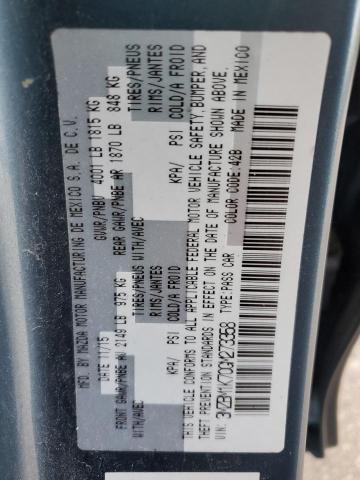 MFD. BY MAZDA MOTOR MANUFACTURING DE MEXICO S.A. DE C.V.
11/15 GVWR/PNBV 4001 LB 1815 KG
FRONT GAWR/PNBE AV 2149 LB 975 KG REAR GAWR/PNBE AR 1870 LB 848 KG
WITH/AVEC TIRES/PNEUS WITH/AVEC TIRES/PNEUS
RIMS/JANTES RIMS/JANTES
KPA/ PSI COLD/A FROID KPA/ PSI COLD/A FROID
THIS VEHICLE CONFORMS TO ALL APPLICABLE FEDERAL MOTOR VEHICLE SAFETY, BUMPER, AND
THEFT PREVENTION STANDARDS IN EFFECT ON THE DATE OF MANUFACTURE SHOWN ABOVE.
VIN: 3MZBM1K70GM273358 COLOR CODE: 42B MADE IN MEXICO
TYPE: PASS CAR